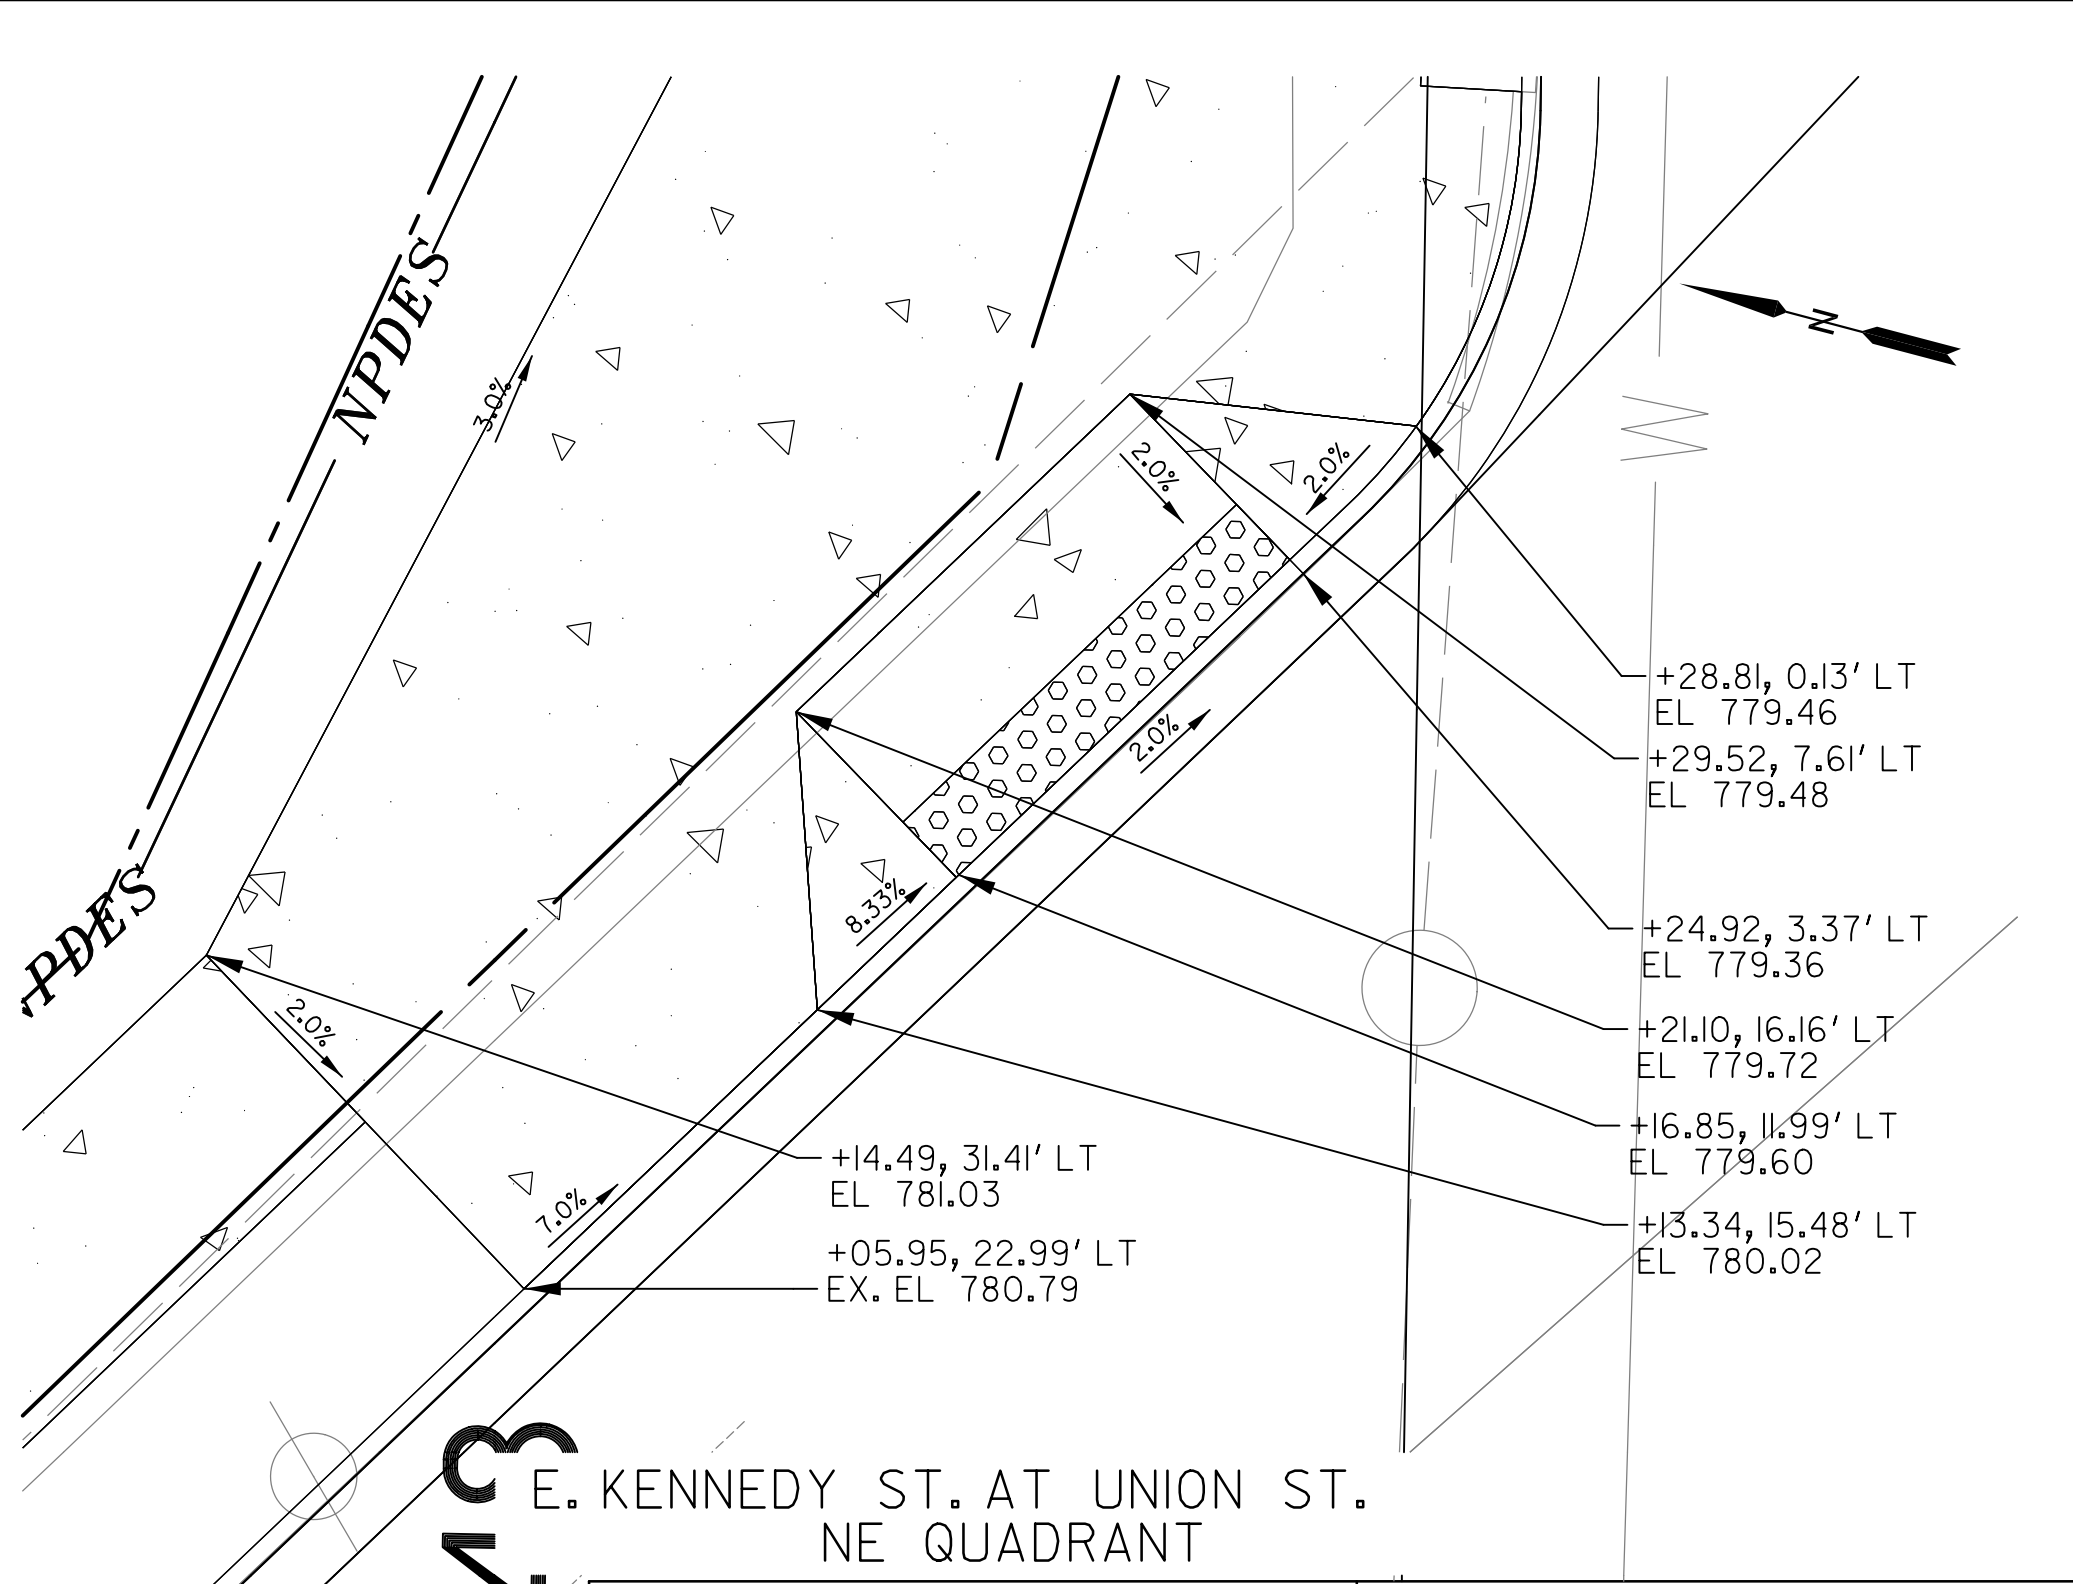 NPDES
3.0%
N
2.0%
2.0%
W
+28.81, 0.13' LT
EL 779.46
+29.52, 7.61' LT
EL 779.48
2.0%
NPDES
8.33%
+24.92, 3.37' LT
EL 779.36
+21.10, 16.16' LT
EL 779.72
2.0%
+16.85, 11.99' LT
EL 779.60
+14.49, 31.41' LT
EL 781.03
7.0%
+13.34, 15.48' LT
EL 780.02
+05.95, 22.99' LT
EX. EL 780.79
E. KENNEDY ST. AT UNION ST.
NE QUADRANT